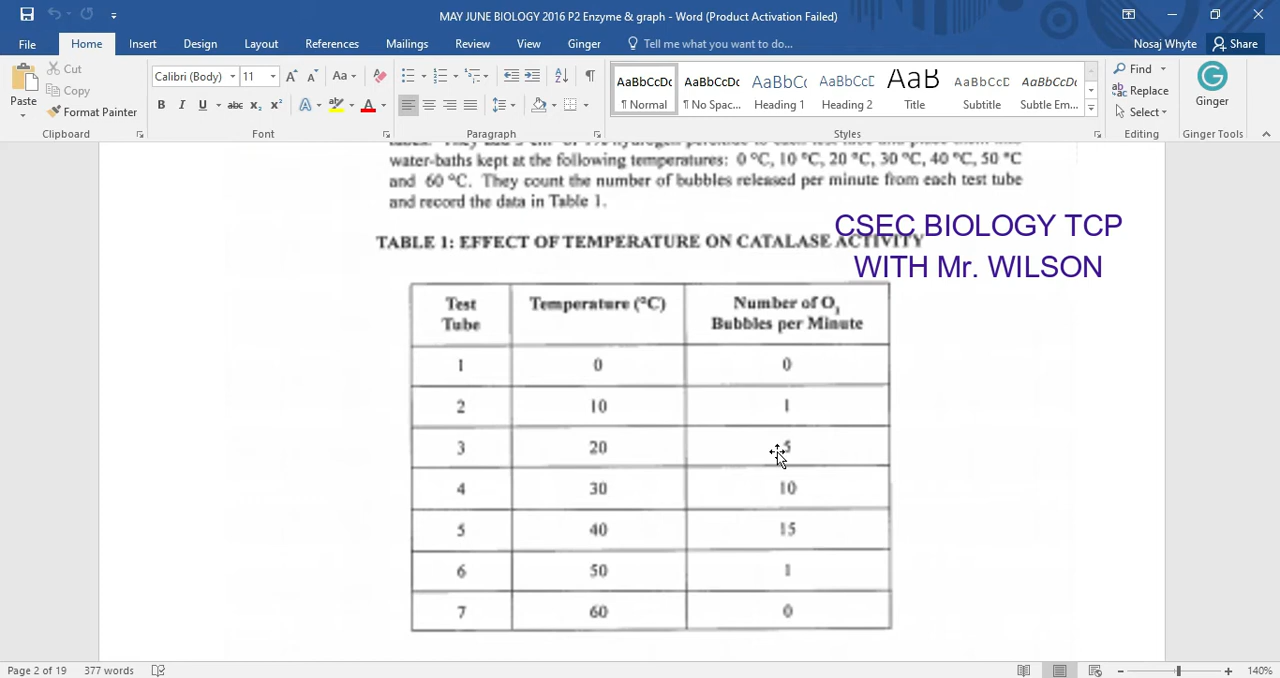 MAY JUNE BIOLOGY 2016 P2 Enzyme & graph - Word (Product Activation Failed)
File Home Insert Design Layout References Mailings Review View Ginger Tell me what you want to do... Nosaj Whyte Share
Paste
Cut
Copy
Format Painter
Clipboard
Calibri (Body) 11
Font
Paragraph
AaBbCcDc AaBbCcDc AaBbCc AaBbCcE AaB AaBbCcD AaBbCcDc
¶ Normal ¶ No Spac... Heading 1 Heading 2 Title Subtitle Subtle Em...
Styles
Find
Replace
Select
Editing
Ginger
Ginger Tools
water-baths kept at the following temperatures: 0 °C, 10 °C, 20 °C, 30 °C, 40 °C, 50 °C
and 60 °C. They count the number of bubbles released per minute from each test tube
and record the data in Table 1.
CSEC BIOLOGY TCP
WITH Mr. WILSON
TABLE 1: EFFECT OF TEMPERATURE ON CATALASE ACTIVITY
Test Tube Temperature (°C) Number of O2 Bubbles per Minute
1 0 0
2 10 1
3 20 5
4 30 10
5 40 15
6 50 1
7 60 0
Page 2 of 19 377 words 140%